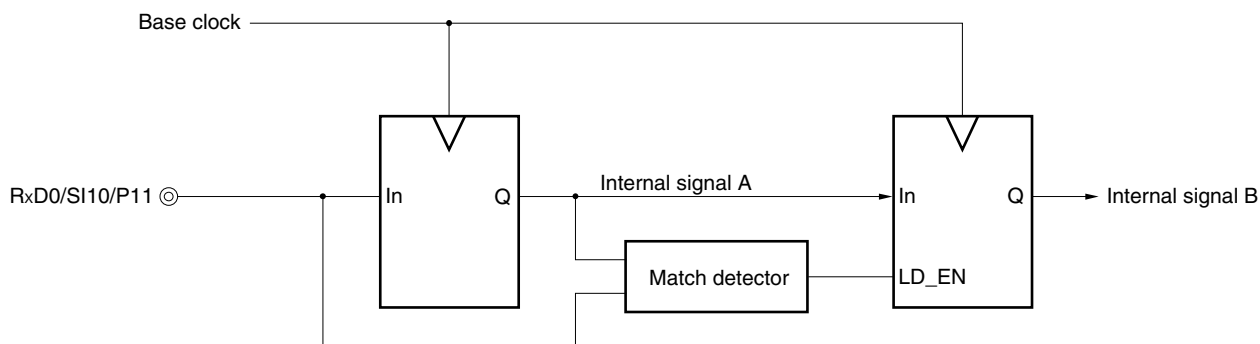 Base clock
RxD0/SI10/P11
In
Q
Internal signal A
In
Q
Internal signal B
Match detector
LD_EN